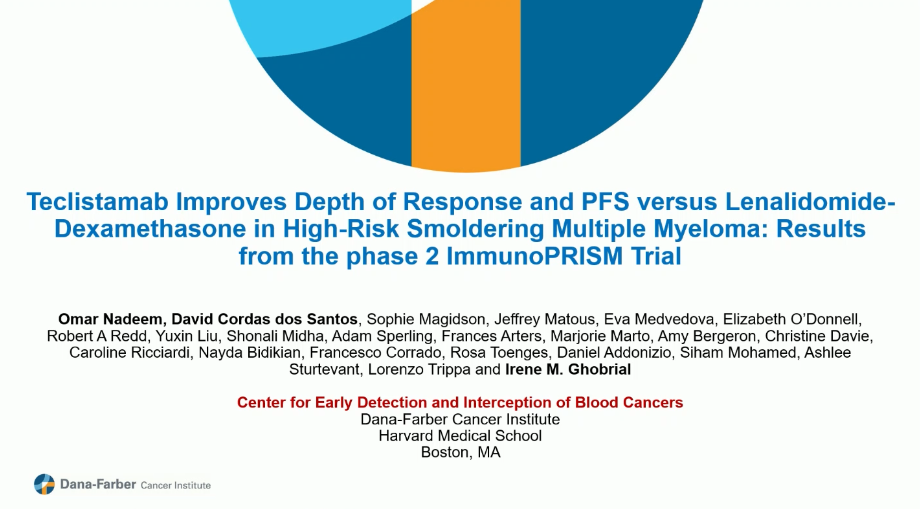 Teclistamab Improves Depth of Response and PFS versus Lenalidomide-
Dexamethasone in High-Risk Smoldering Multiple Myeloma: Results
from the phase 2 ImmunoPRISM Trial
Omar Nadeem, David Cordas dos Santos, Sophie Magidson, Jeffrey Matous, Eva Medvedova, Elizabeth O'Donnell,
Robert A Redd, Yuxin Liu, Shonali Midha, Adam Sperling, Frances Arters, Marjorie Marto, Amy Bergeron, Christine Davie,
Caroline Ricciardi, Nayda Bidikian, Francesco Corrado, Rosa Toenges, Daniel Addonizio, Siham Mohamed, Ashlee
Sturtevant, Lorenzo Trippa and Irene M. Ghobrial
Center for Early Detection and Interception of Blood Cancers
Dana-Farber Cancer Institute
Harvard Medical School
Boston, MA
Dana-Farber Cancer Institute